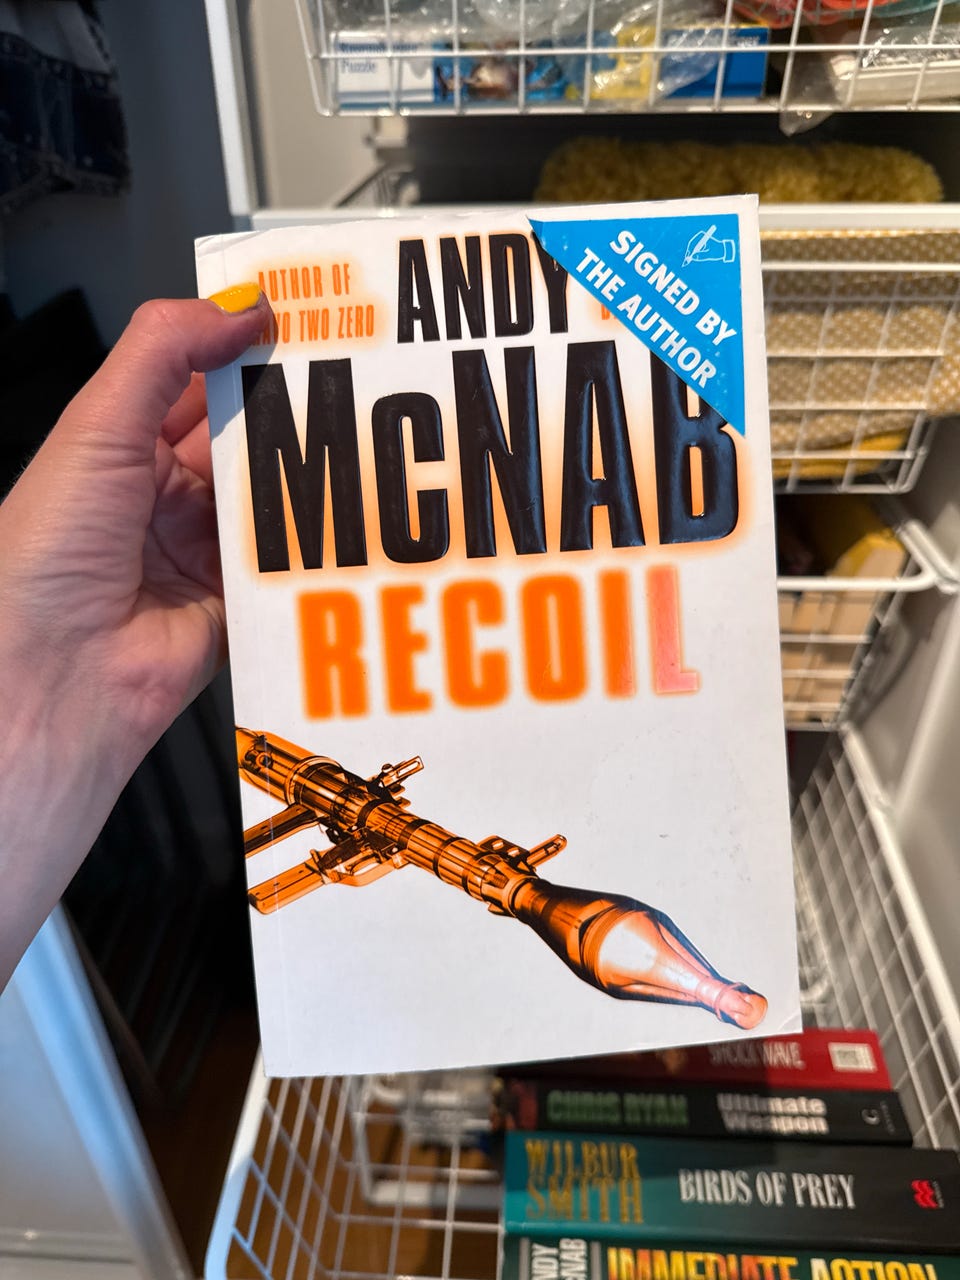 Puzzle
AUTHOR OF
TWO ZERO
ANDY
McNAB
SIGNED BY
THE AUTHOR
RECOIL
SHOCK WAVE
CHRIS RYAN
Ultimate
Weapon
WILBUR
SMITH
BIRDS OF PREY
ANDY
McNAB
IMMEDIATE ACTION